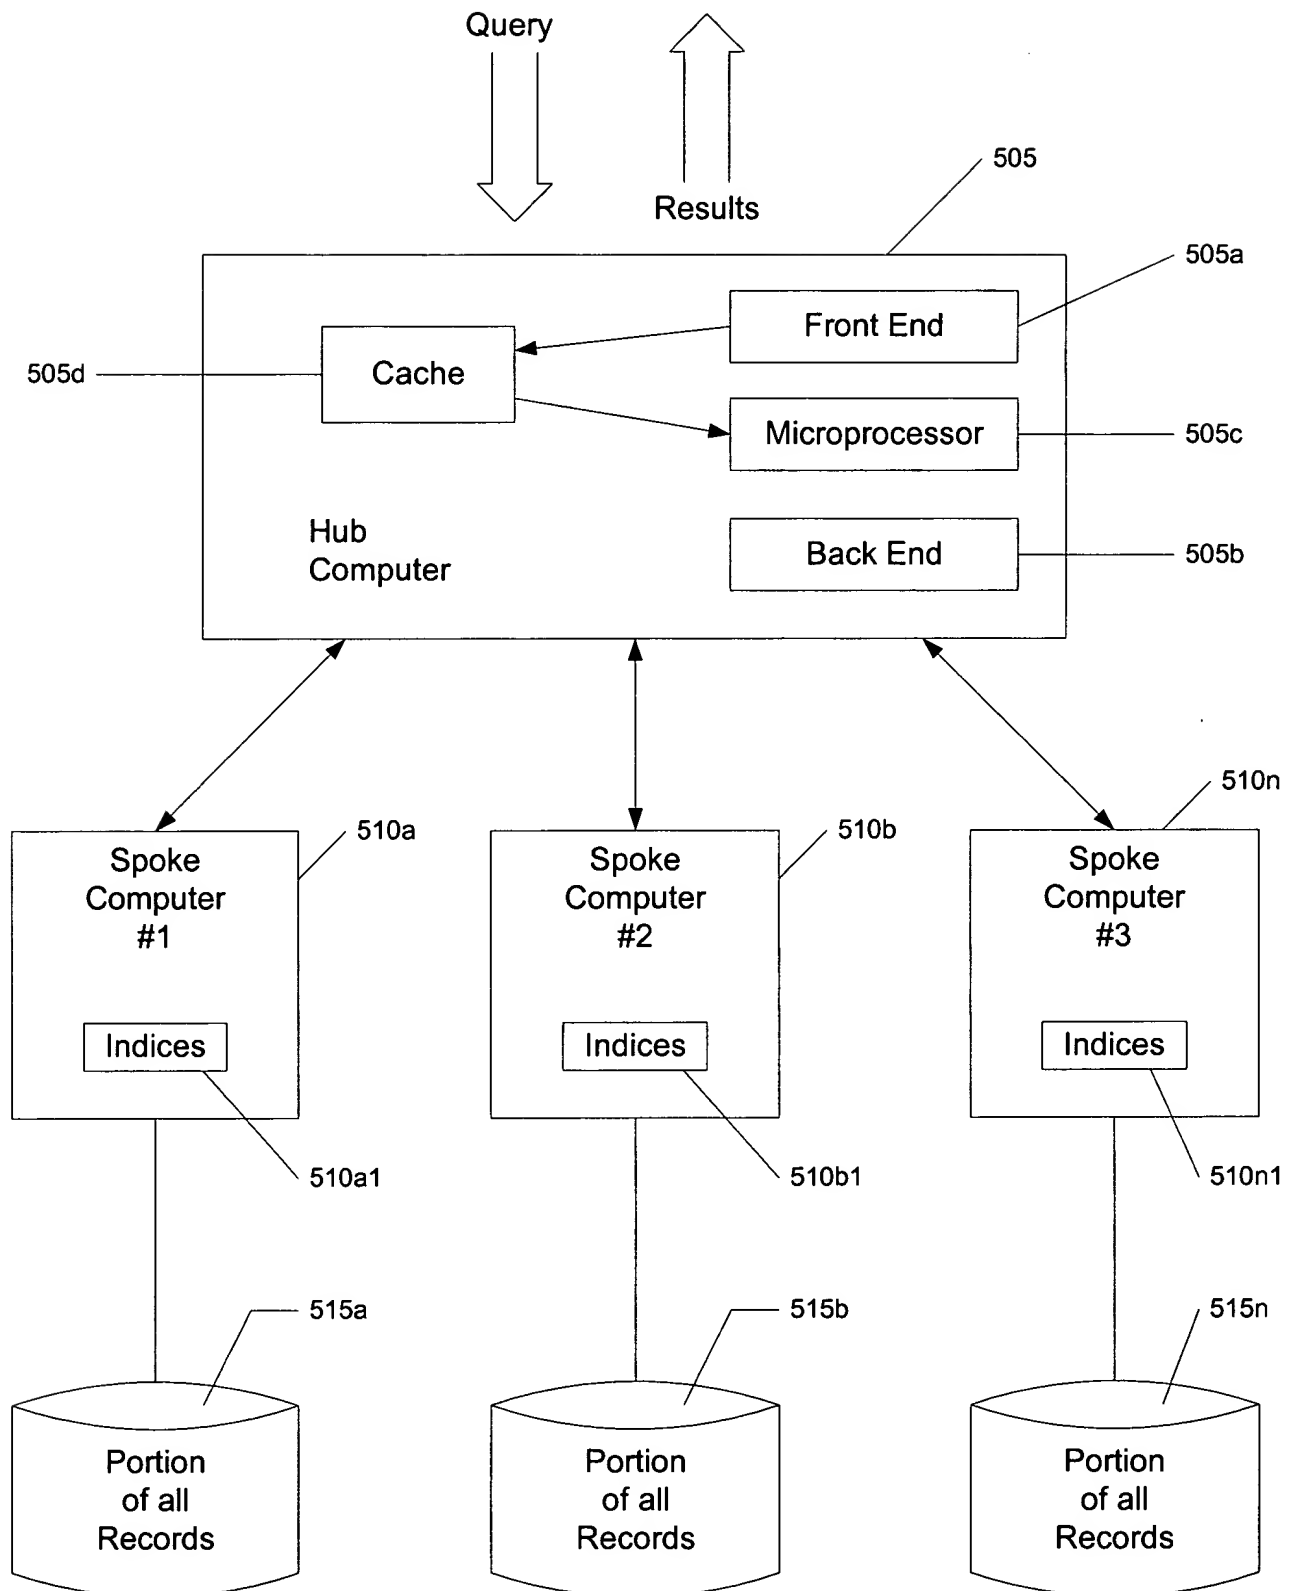 Query
Results
505
505a
Front End
Cache
505d
Microprocessor
505c
Hub
Computer
Back End
505b
510n
510a
510b
Spoke
Computer
#1
Spoke
Computer
#2
Spoke
Computer
#3
Indices
Indices
Indices
510a1
510b1
510n1
515a
515b
515n
Portion
of all
Records
Portion
of all
Records
Portion
of all
Records